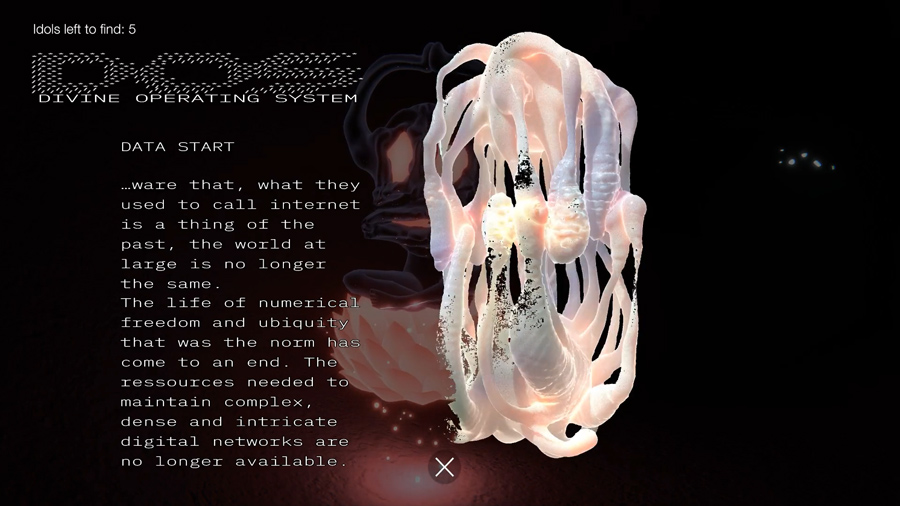 Idols left to find: 5
DOS
DIVINE OPERATING SYSTEM
DATA START
…ware that, what they
used to call internet
is a thing of the
past, the world at
large is no longer
the same.
The life of numerical
freedom and ubiquity
that was the norm has
come to an end. The
ressources needed to
maintain complex,
dense and intricate
digital networks are
no longer available.